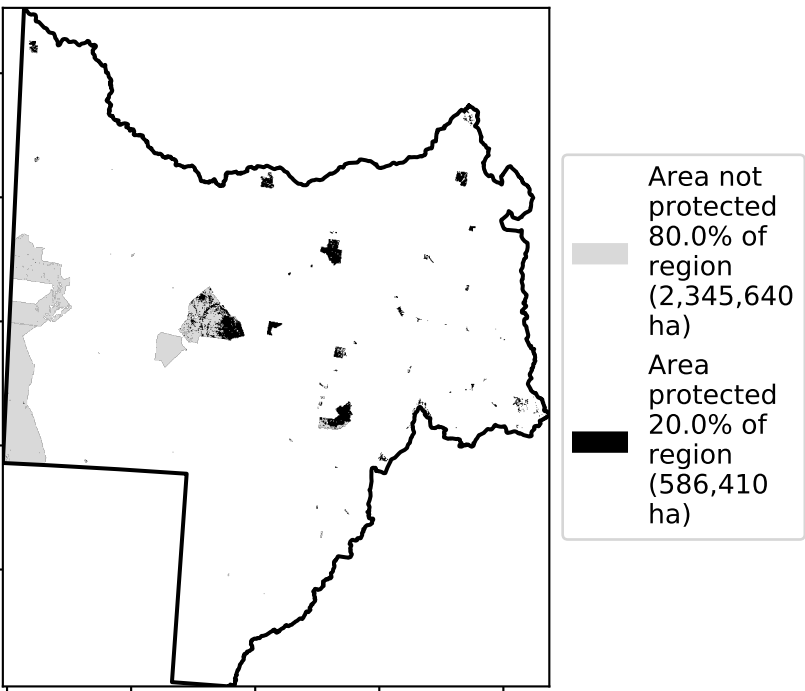 Area not
protected
80.0% of
region
(2,345,640
ha)
Area
protected
20.0% of
region
(586,410
ha)